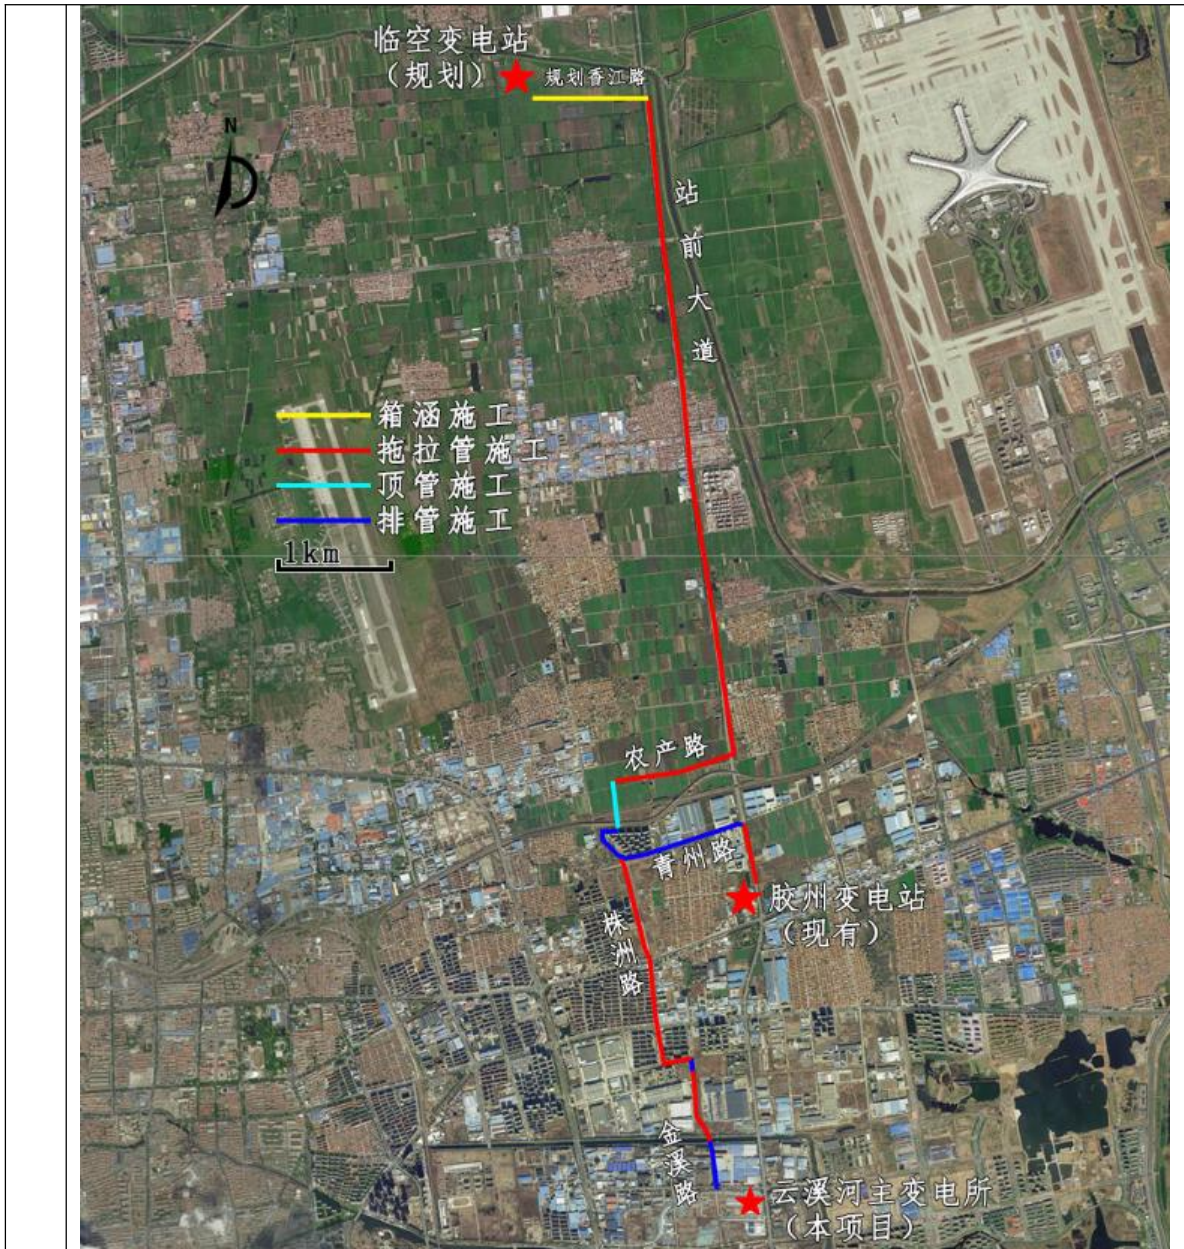 临空变电站
（规划）
规划香江路
N
站前大道
箱涵施工
拖拉管施工
顶管施工
排管施工
1km
农产路
青州路
胶州变电站
（现有）
株洲路
金溪路
云溪河主变电所
（本项目）